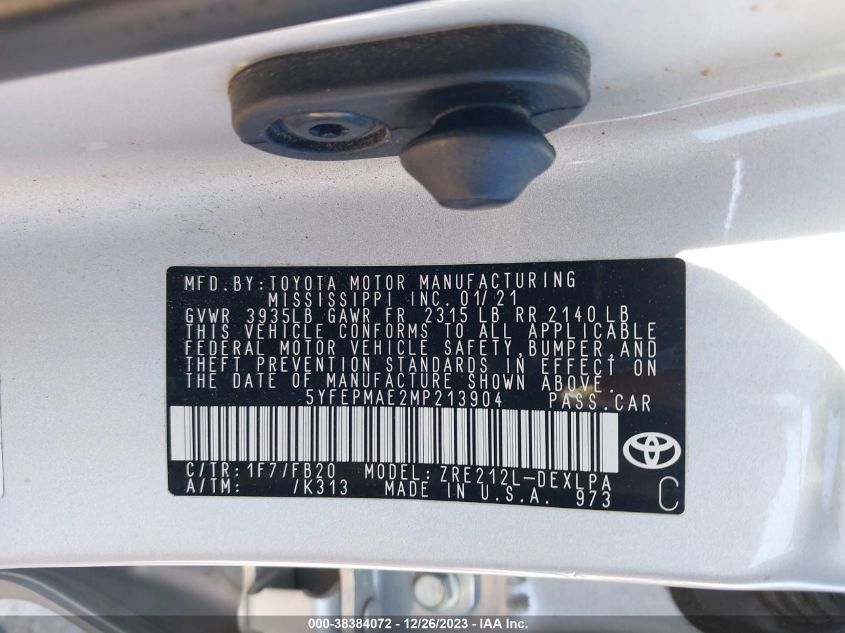 MFD. BY: TOYOTA MOTOR MANUFACTURING
MISSISSIPPI INC. 01/21
GVWR 3935LB GAWR FR 2315 LB RR 2140 LB
THIS VEHICLE CONFORMS TO ALL APPLICABLE
FEDERAL MOTOR VEHICLE SAFETY, BUMPER, AND
THEFT PREVENTION STANDARDS IN EFFECT ON
THE DATE OF MANUFACTURE SHOWN ABOVE.
5YFEPMAE2MP213904 PASS. CAR
C/TR: 1F7/FB20 MODEL: ZRE212L-DEXLPA
A/TM: /K313 MADE IN U.S.A. 973 C
000-38384072 - 12/26/2023 - IAA Inc.